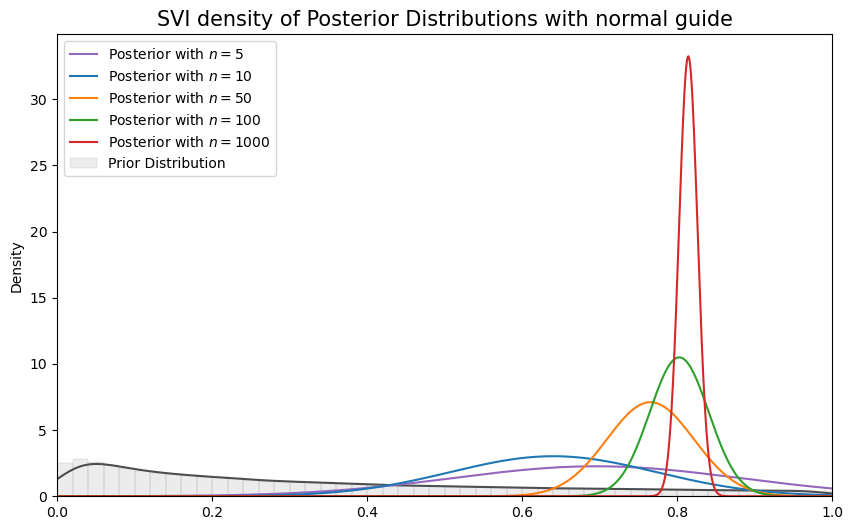 SVI density of Posterior Distributions with normal guide
Posterior with n = 5
Posterior with n = 10
Posterior with n = 50
Posterior with n = 100
Posterior with n = 1000
Prior Distribution
Density
30
25
20
15
10
5
0
0.0 0.2 0.4 0.6 0.8 1.0